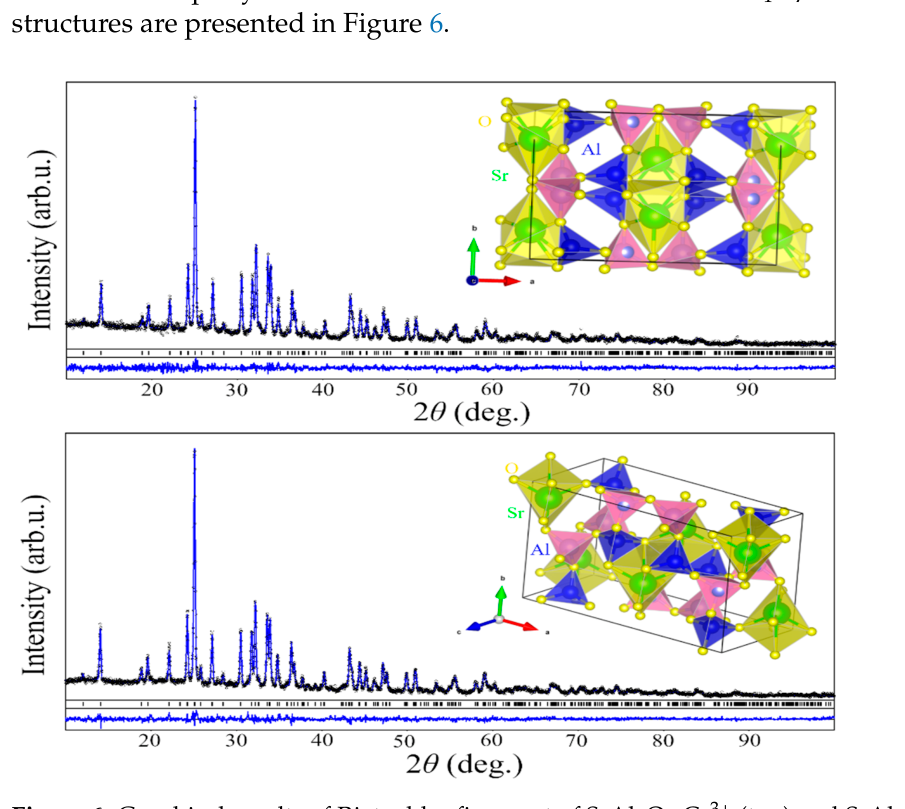 structures are presented in Figure 6.
Intensity (arb.u.)
O
Al
Sr
b
a
20 30 40 50 60 70 80 90
2θ (deg.)
Intensity (arb.u.)
O
Sr
Al
b
c
a
20 30 40 50 60 70 80 90
2θ (deg.)